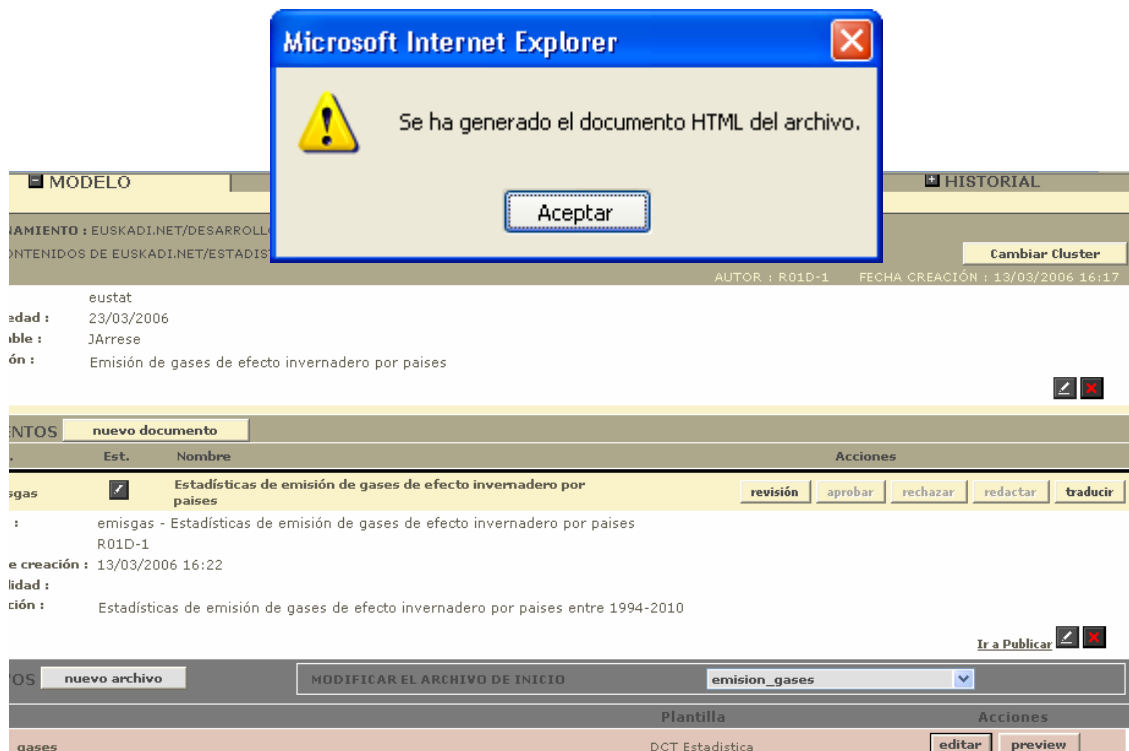 Microsoft Internet Explorer
Se ha generado el documento HTML del archivo.
Aceptar
MODELO
HISTORIAL
NAMIENTO : EUSKADI.NET/DESARROLL
ONTENIDOS DE EUSKADI.NET/ESTADIS
Cambiar Cluster
AUTOR : R01D-1 FECHA CREACIÓN : 13/03/2006 16:17
eustat
edad : 23/03/2006
able : JArrese
ón : Emisión de gases de efecto invernadero por paises
ENTOS nuevo documento
. Est. Nombre Acciones
sgas Estadísticas de emisión de gases de efecto invernadero por
paises
revisión aprobar rechazar redactar traducir
: emisgas - Estadísticas de emisión de gases de efecto invernadero por paises
R01D-1
e creación : 13/03/2006 16:22
lidad :
ción : Estadísticas de emisión de gases de efecto invernadero por paises entre 1994-2010
Ir a Publicar
OS nuevo archivo MODIFICAR EL ARCHIVO DE INICIO emision_gases
Plantilla Acciones
gases DCT Estadistica editar preview